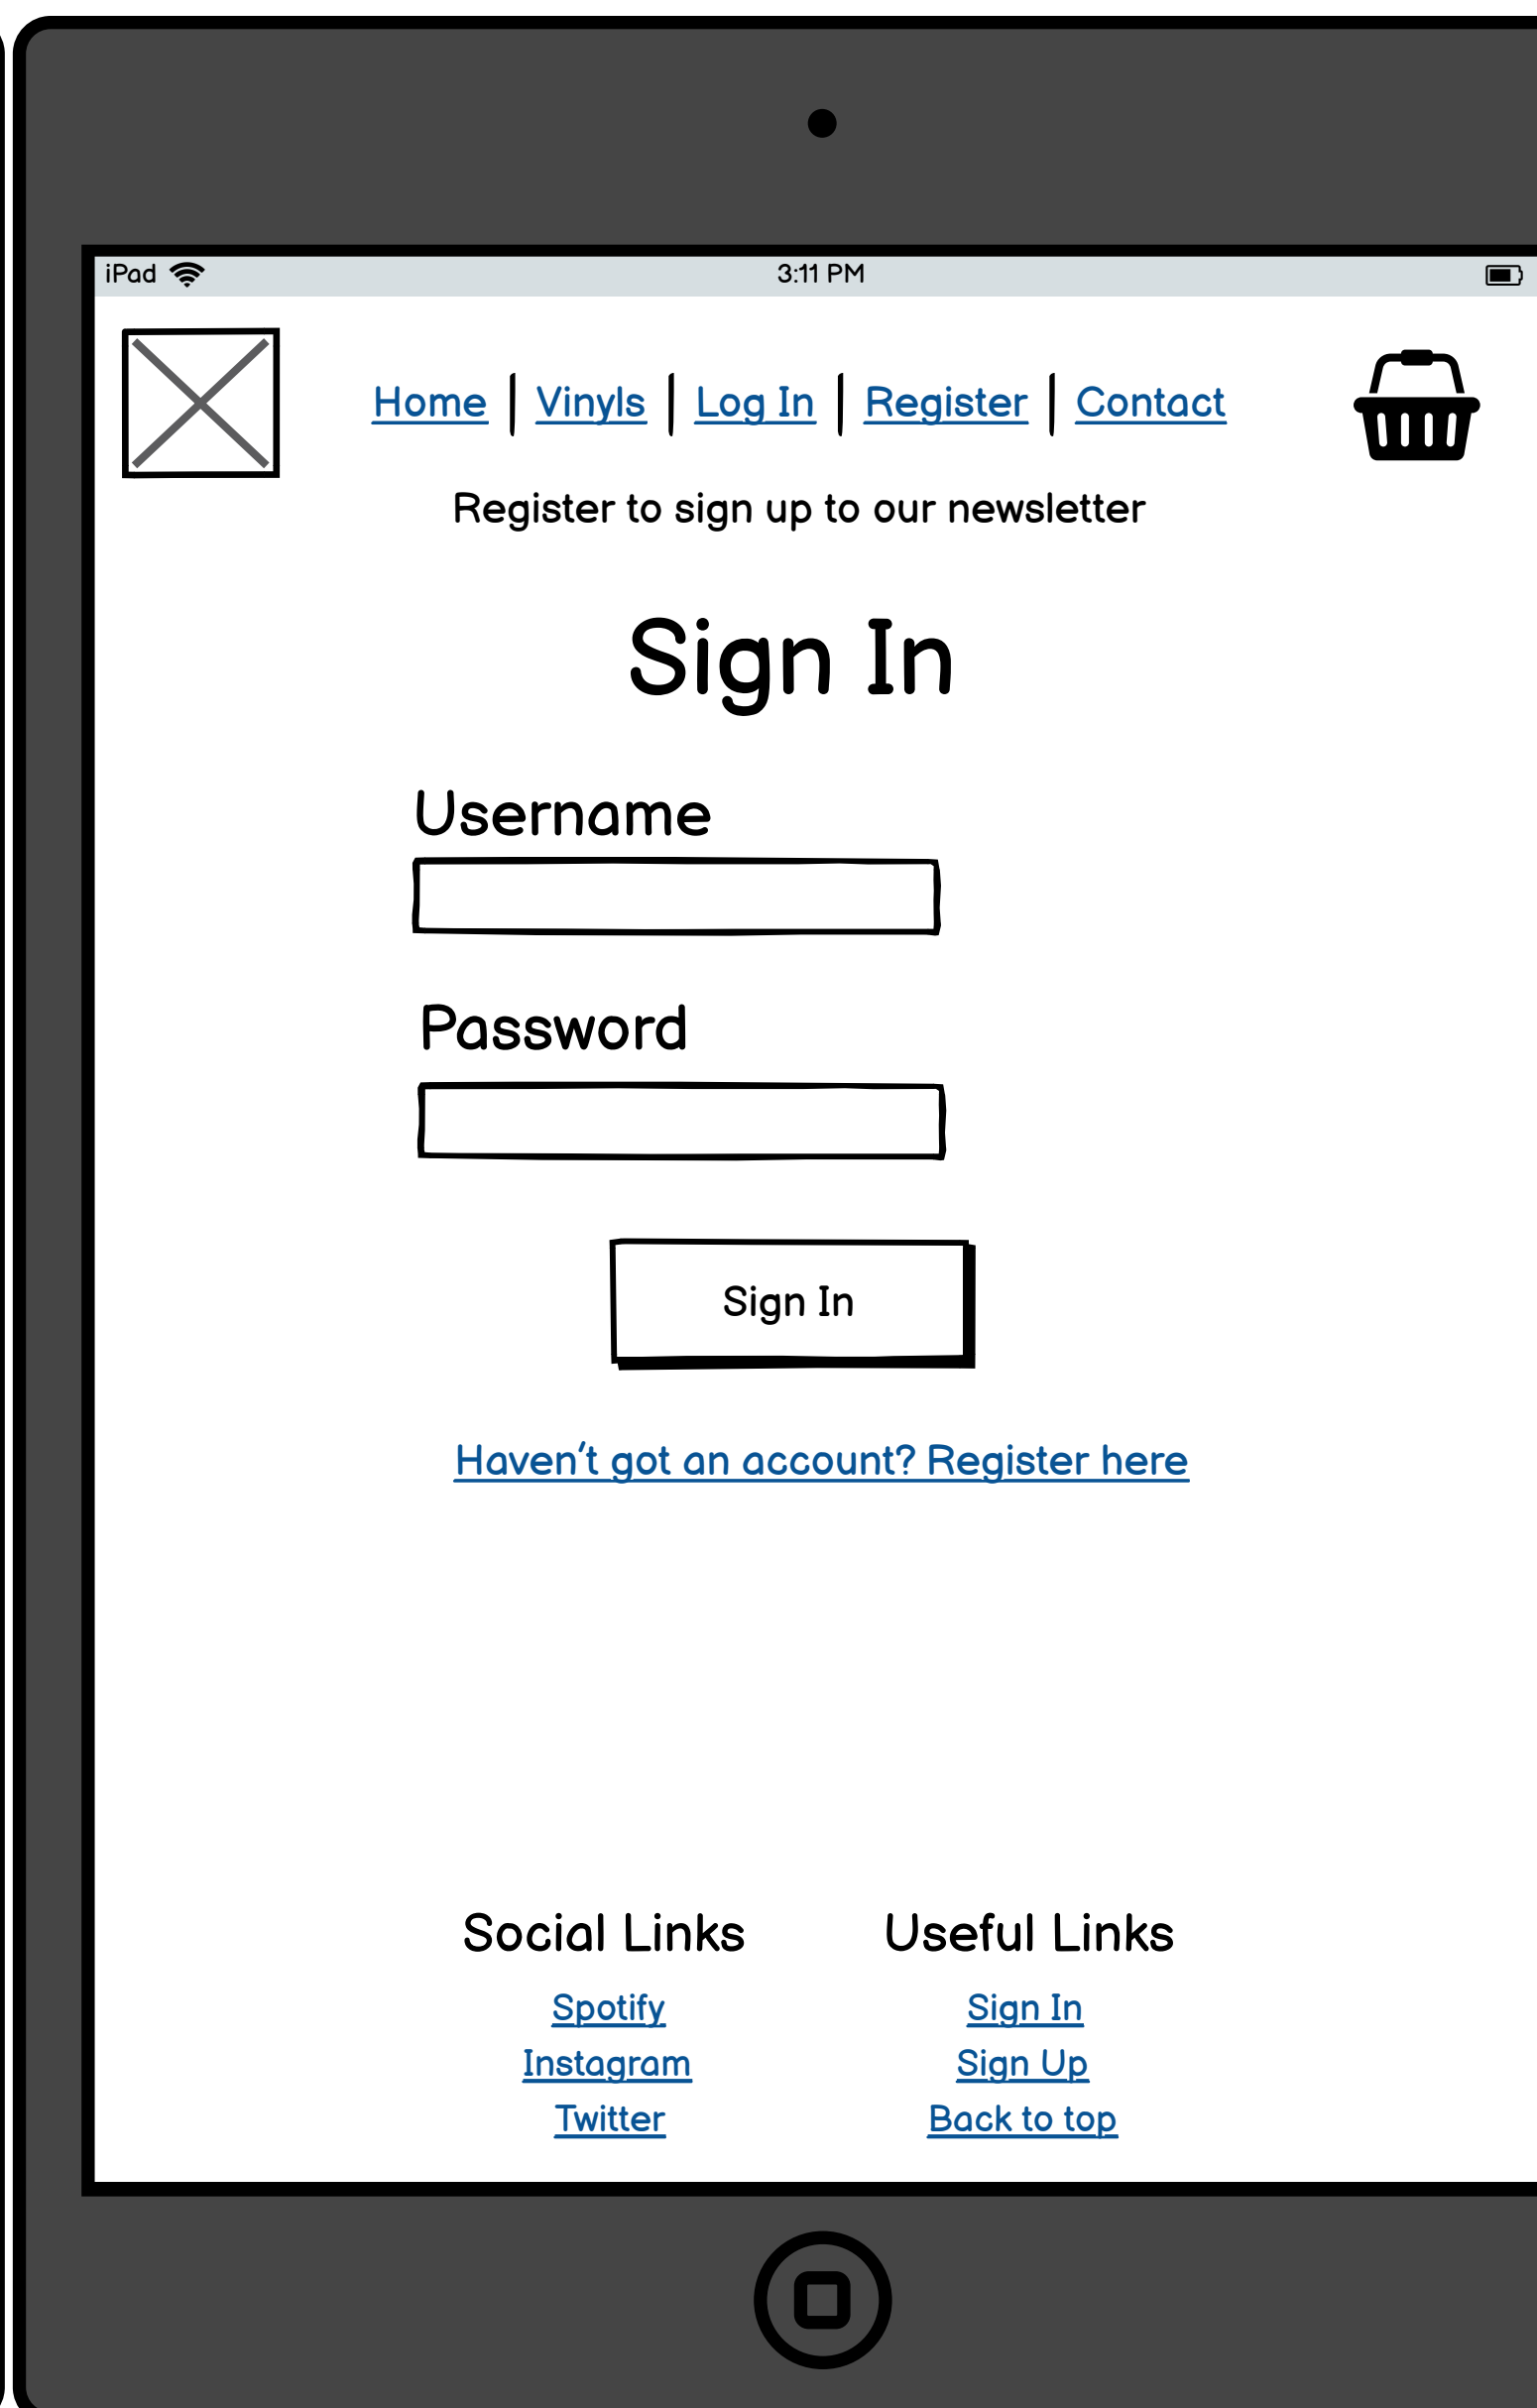 iPad 3:11 PM
Home | Vinyls | Log In | Register | Contact
Register to sign up to our newsletter
Sign In
Username
Password
Sign In
Haven't got an account? Register here
Social Links Useful Links
Spotify Sign In
Instagram Sign Up
Twitter Back to top